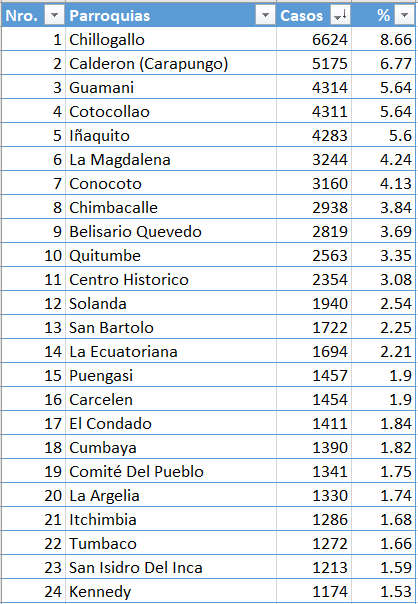 Nro. Parroquias Casos %
1 Chillogallo 6624 8.66
2 Calderon (Carapungo) 5175 6.77
3 Guamani 4314 5.64
4 Cotocollao 4311 5.64
5 Iñaquito 4283 5.6
6 La Magdalena 3244 4.24
7 Conocoto 3160 4.13
8 Chimbacalle 2938 3.84
9 Belisario Quevedo 2819 3.69
10 Quitumbe 2563 3.35
11 Centro Historico 2354 3.08
12 Solanda 1940 2.54
13 San Bartolo 1722 2.25
14 La Ecuatoriana 1694 2.21
15 Puengasi 1457 1.9
16 Carcelen 1454 1.9
17 El Condado 1411 1.84
18 Cumbaya 1390 1.82
19 Comité Del Pueblo 1341 1.75
20 La Argelia 1330 1.74
21 Itchimbia 1286 1.68
22 Tumbaco 1272 1.66
23 San Isidro Del Inca 1213 1.59
24 Kennedy 1174 1.53